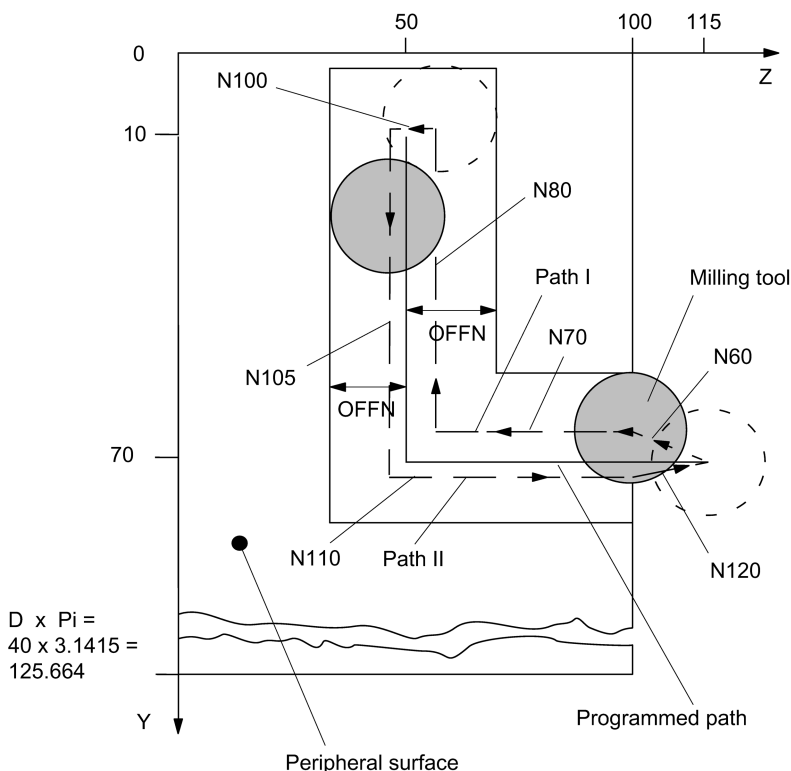 50
100
115
0
Z
N100
10
N80
Path I
Milling tool
OFFN
N70
N60
N105
OFFN
70
N110
Path II
N120
D x Pi =
40 x 3.1415 =
125.664
Y
Programmed path
Peripheral surface